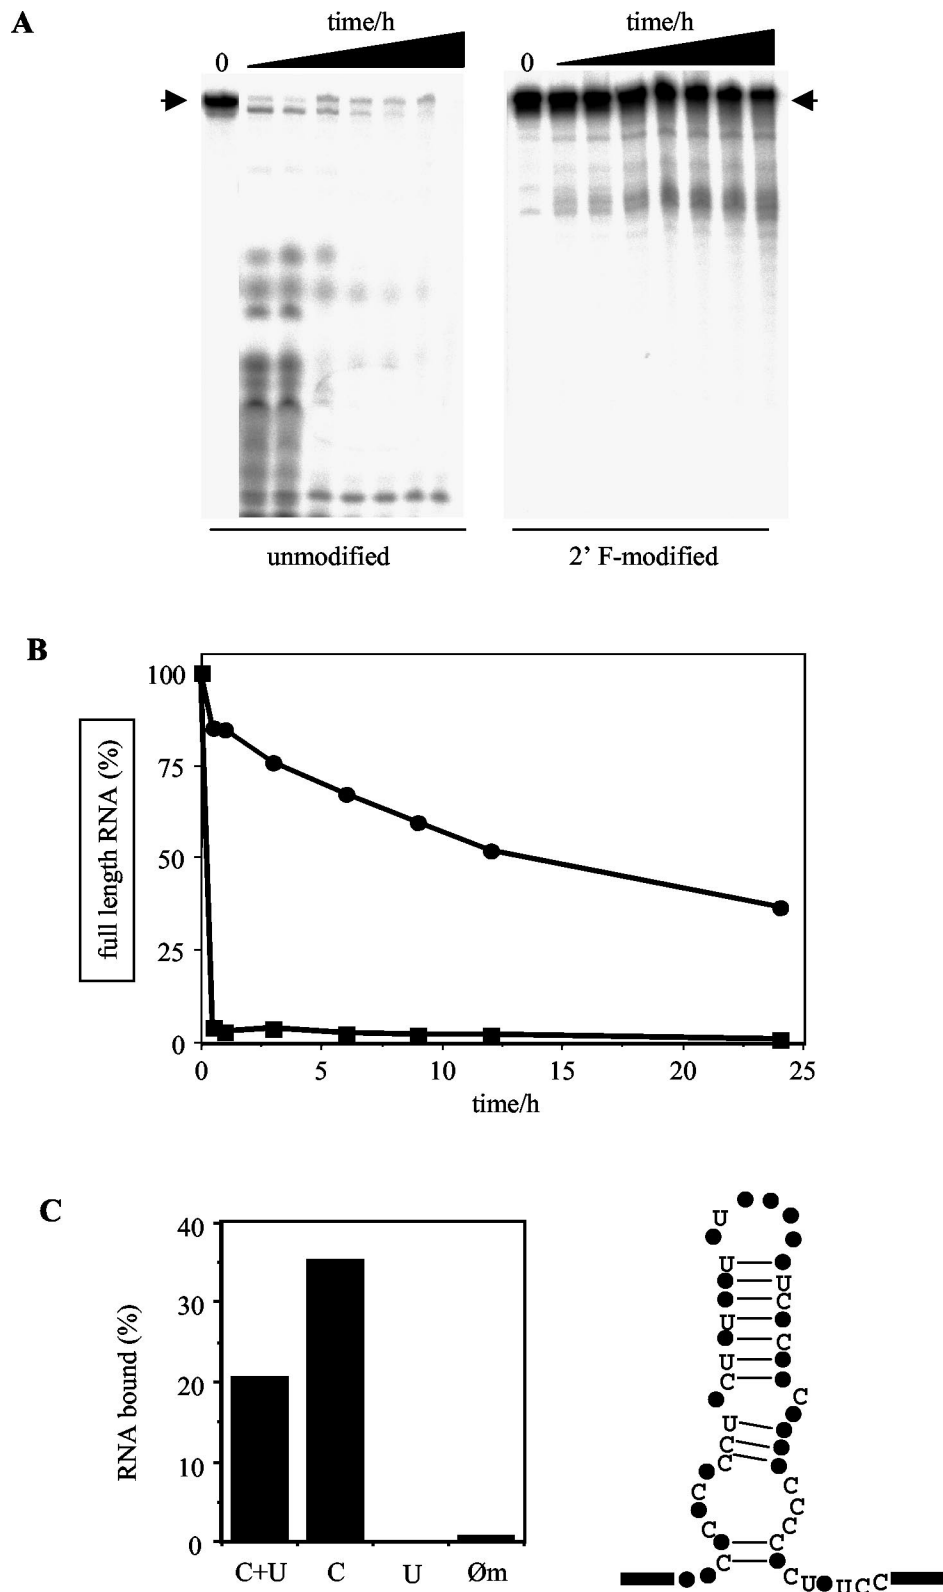 A
time/h
time/h
0
0
unmodified
2' F-modified
B
full length RNA (%)
100
75
50
25
0
0 5 10 15 20 25
time/h
C
RNA bound (%)
40
30
20
10
0
C+U C U Øm
U
U
U
C
U
C
U
C
C
U
C
C
C
C
C
C
C
C
C
C U U C C